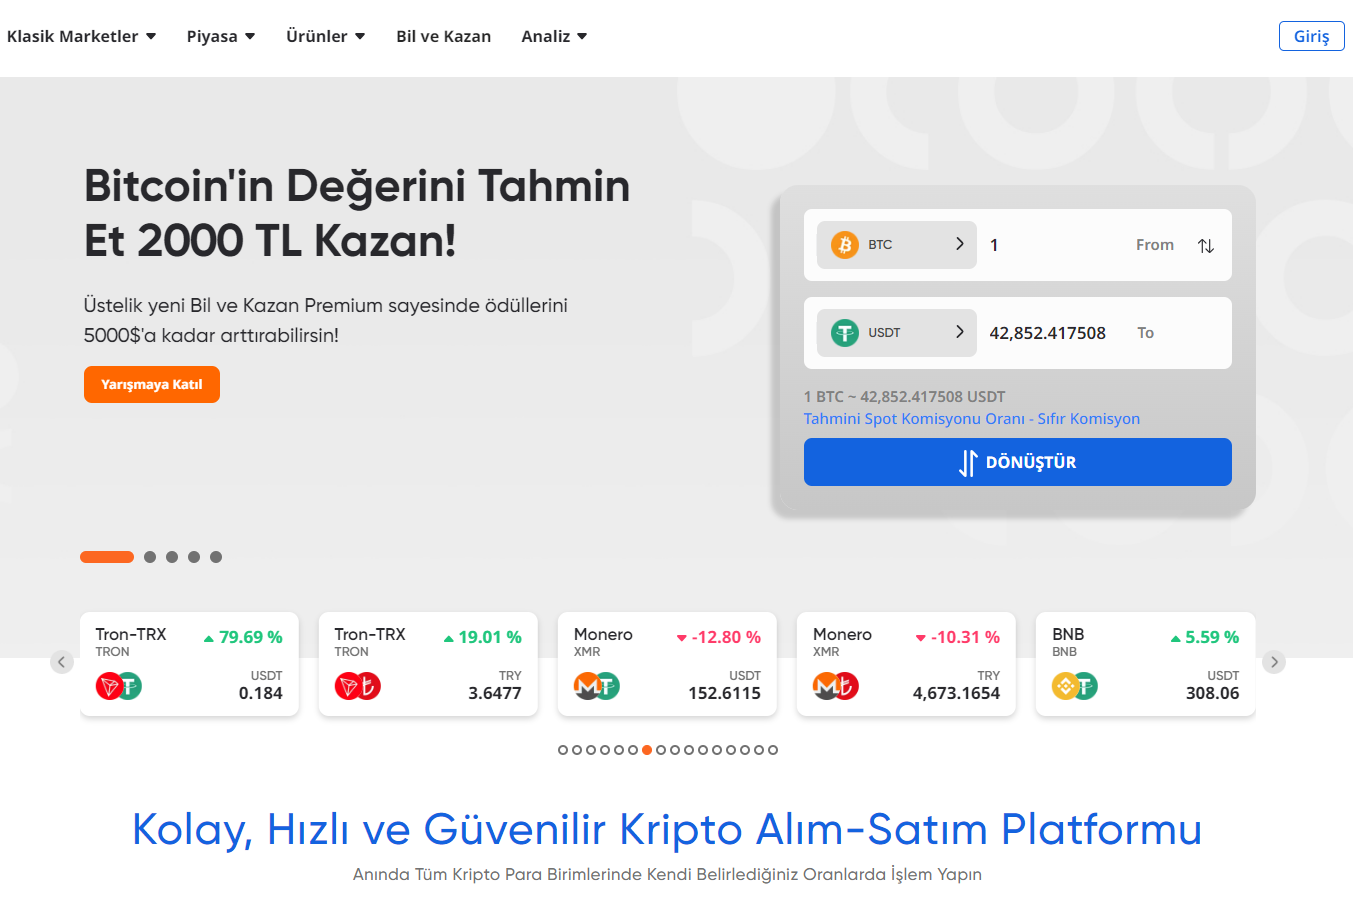 Klasik Marketler Piyasa Ürünler Bil ve Kazan Analiz Giriş
Bitcoin'in Değerini Tahmin
Et 2000 TL Kazan!
Üstelik yeni Bil ve Kazan Premium sayesinde ödüllerini
5000$'a kadar arttırabilirsin!
Yarışmaya Katıl
BTC 1 From
USDT 42,852.417508 To
1 BTC ~ 42,852.417508 USDT
Tahmini Spot Komisyonu Oranı - Sıfır Komisyon
DÖNÜŞTÜR
Tron-TRX 79.69 %
TRON
USDT
0.184
Tron-TRX 19.01 %
TRON
TRY
3.6477
Monero -12.80 %
XMR
USDT
152.6115
Monero -10.31 %
XMR
TRY
4,673.1654
BNB 5.59 %
BNB
USDT
308.06
Kolay, Hızlı ve Güvenilir Kripto Alım-Satım Platformu
Anında Tüm Kripto Para Birimlerinde Kendi Belirlediğiniz Oranlarda İşlem Yapın